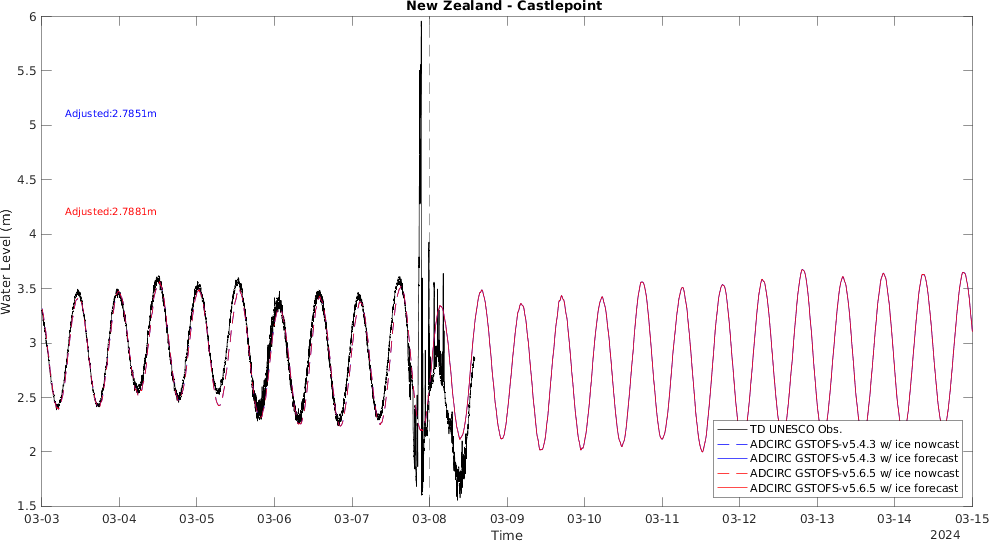 New Zealand - Castlepoint
6
5.5
5
4.5
4
3.5
3
2.5
2
1.5
Water Level (m)
Adjusted:2.7851m
Adjusted:2.7881m
TD UNESCO Obs.
ADCIRC GSTOFS-v5.4.3 w/ ice nowcast
ADCIRC GSTOFS-v5.4.3 w/ ice forecast
ADCIRC GSTOFS-v5.6.5 w/ ice nowcast
ADCIRC GSTOFS-v5.6.5 w/ ice forecast
03-03 03-04 03-05 03-06 03-07 03-08 03-09 03-10 03-11 03-12 03-13 03-14 03-15
Time
2024